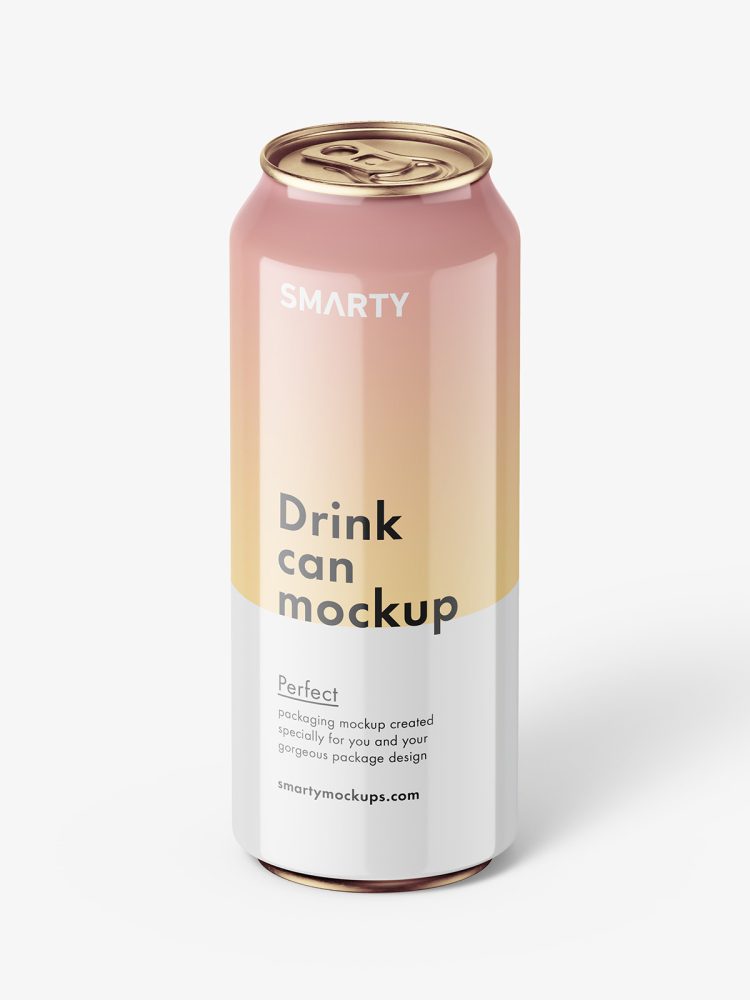 SMARTY
Drink
can
mockup
Perfect
packaging mockup created
specially for you and your
gorgeous package design
smartymockups.com